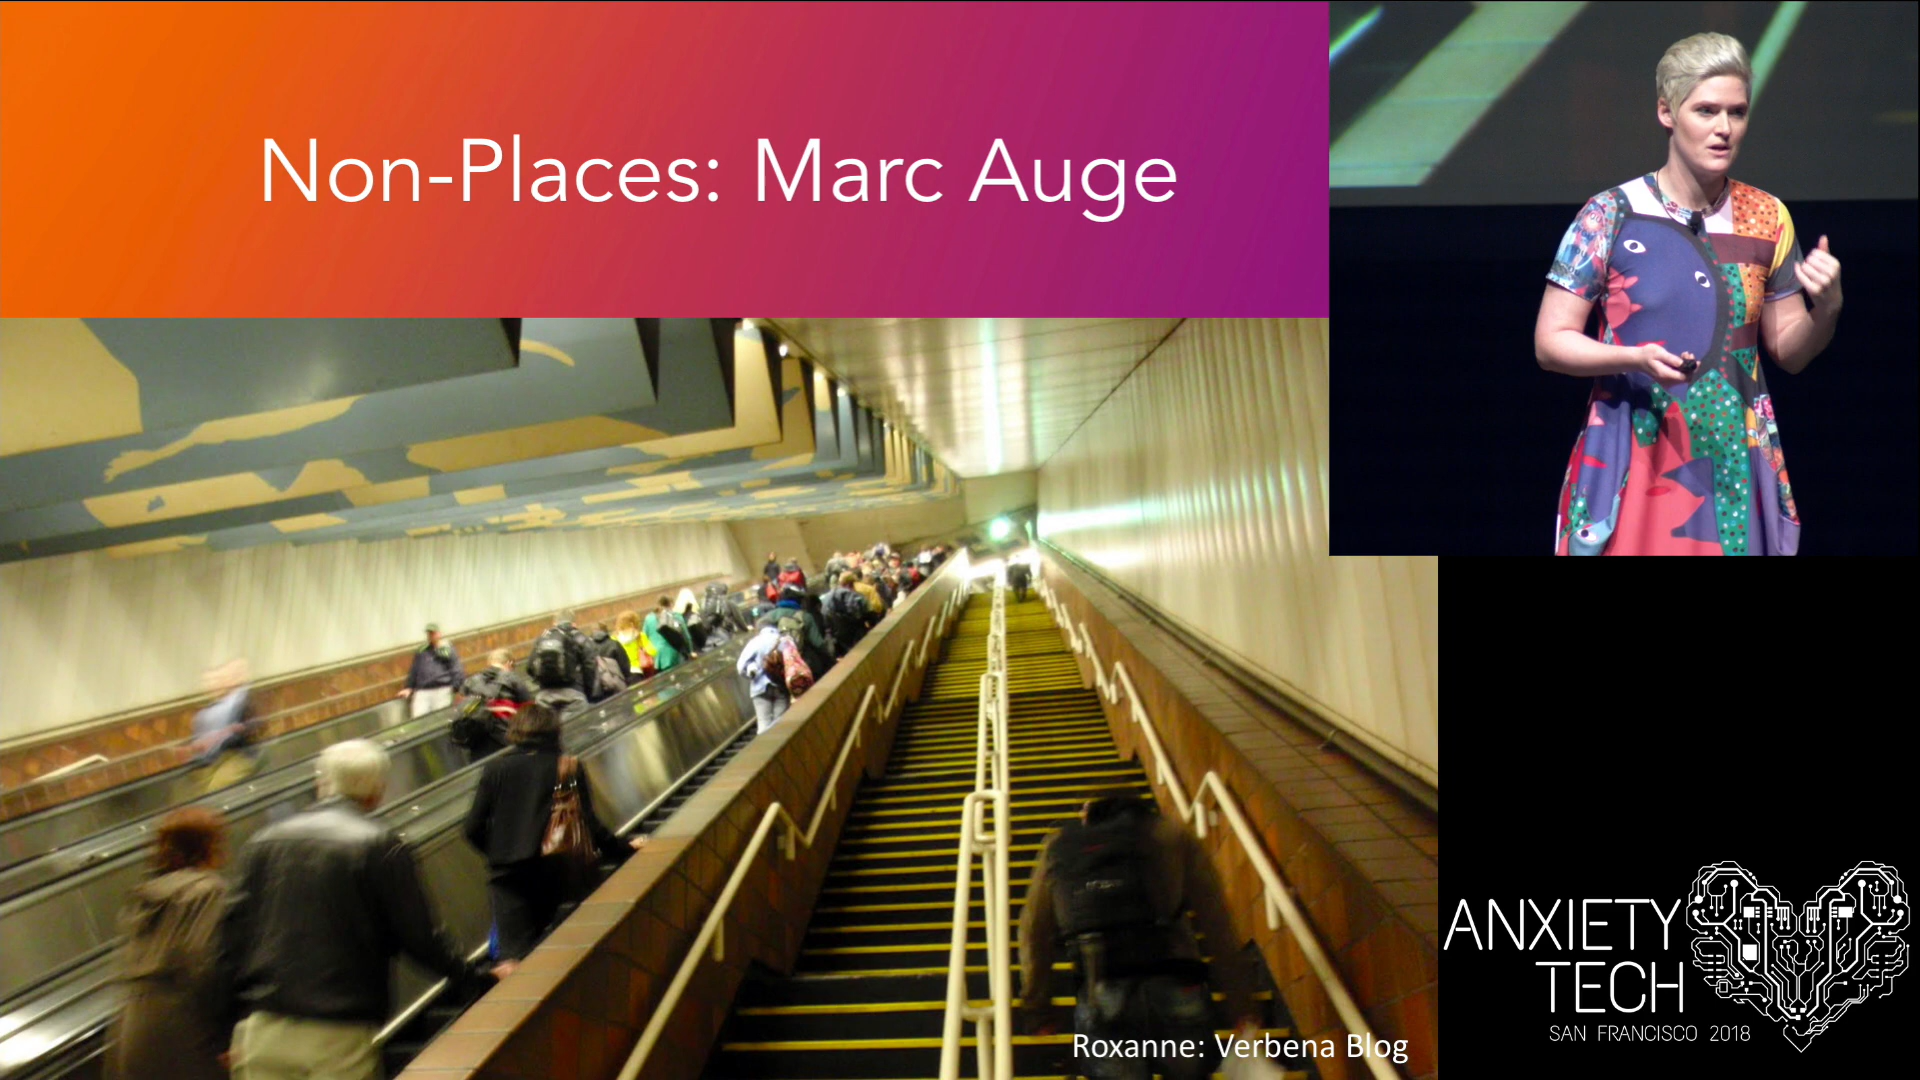 Non-Places: Marc Auge
Roxanne: Verbena Blog
ANXIETY
TECH
SAN FRANCISCO 2018